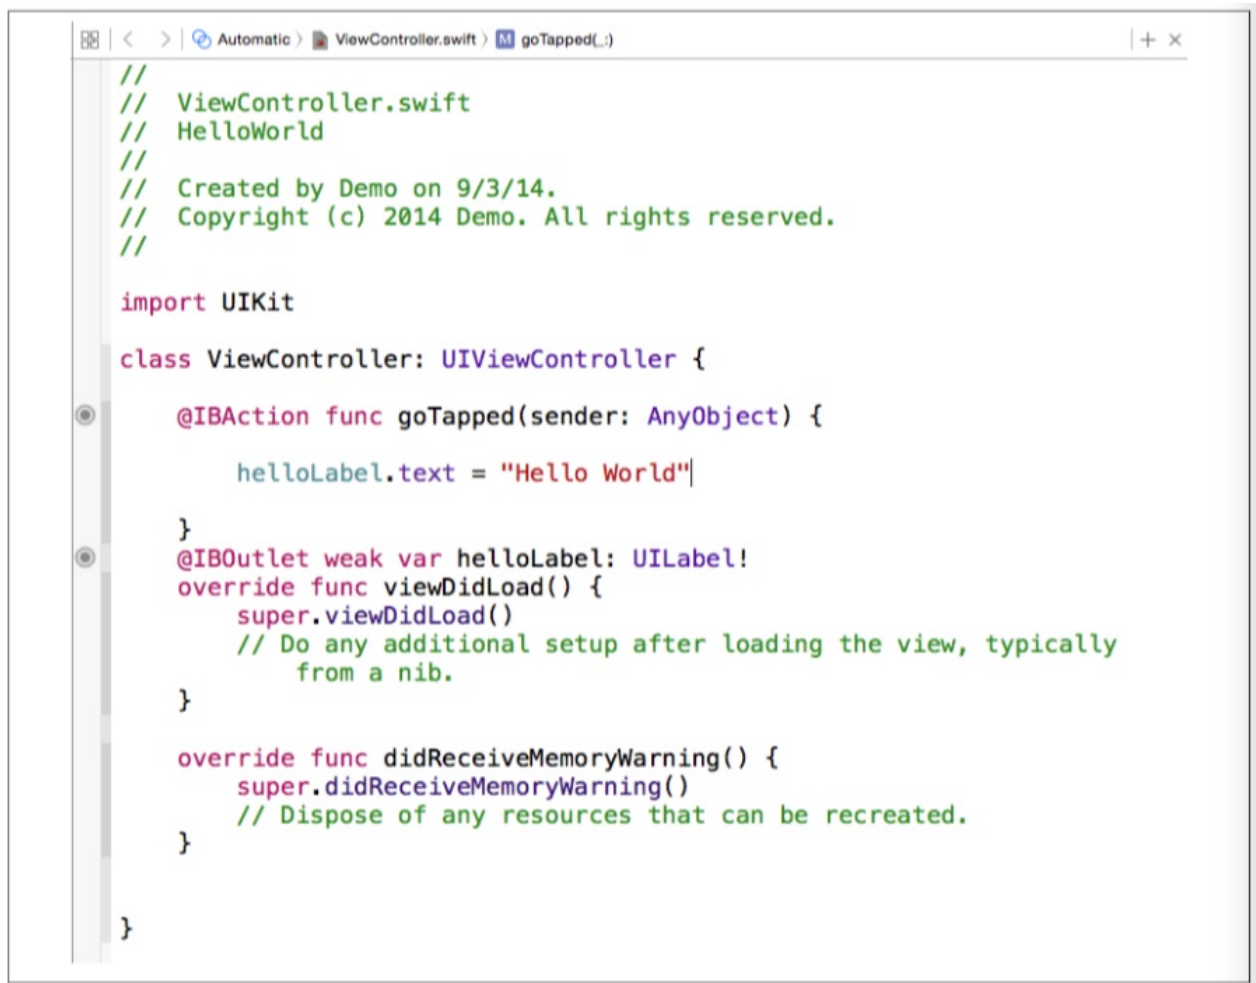 Automatic ViewController.swift M goTapped(_:)
//
//  ViewController.swift
//  HelloWorld
//
//  Created by Demo on 9/3/14.
//  Copyright (c) 2014 Demo. All rights reserved.
//
import UIKit
class ViewController: UIViewController {
    @IBAction func goTapped(sender: AnyObject) {
        helloLabel.text = "Hello World"
    }
    @IBOutlet weak var helloLabel: UILabel!
    override func viewDidLoad() {
        super.viewDidLoad()
        // Do any additional setup after loading the view, typically
            from a nib.
    }
    override func didReceiveMemoryWarning() {
        super.didReceiveMemoryWarning()
        // Dispose of any resources that can be recreated.
    }
}